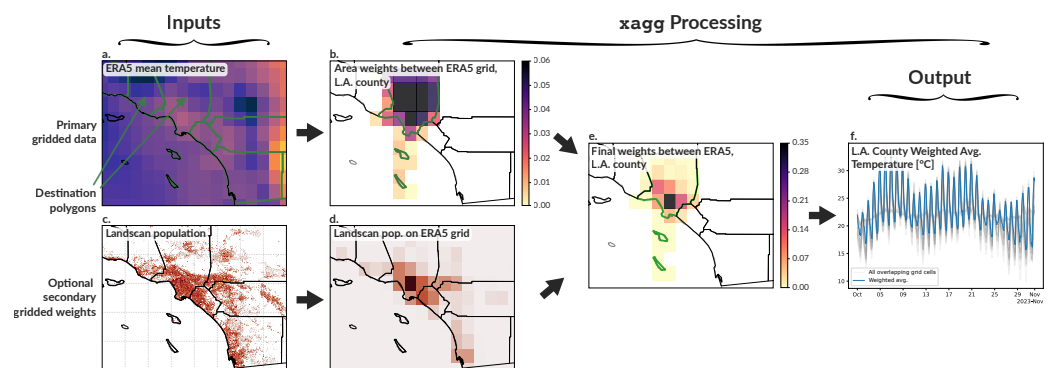 Inputs
xagg Processing
Output
a.
ERA5 mean temperature
Primary
gridded data
Destination
polygons
b.
Area weights between ERA5 grid,
L.A. county
0.06
0.05
0.04
0.03
0.02
0.01
0.00
c.
Landscan population
Optional
secondary
gridded weights
d.
Landscan pop. on ERA5 grid
e.
Final weights between ERA5,
L.A. county
0.35
0.28
0.21
0.14
0.07
0.00
f.
L.A. County Weighted Avg.
Temperature [°C]
30
25
20
15
10
All overlapping grid cells
Weighted avg.
Oct 05 09 13 17 21 25 29 Nov
2023-Nov